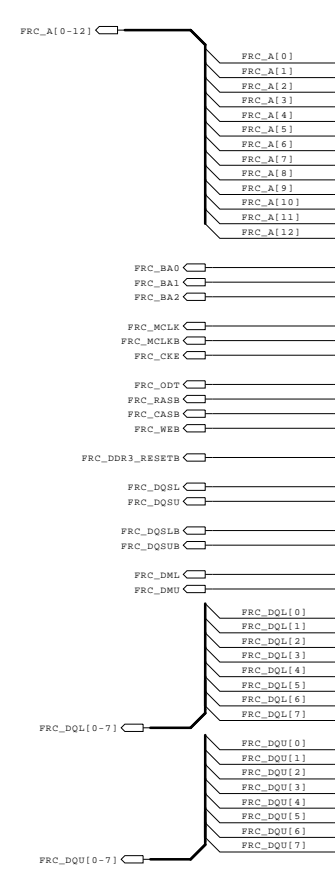 FRC_A[0-12]
FRC_A[0]
FRC_A[1]
FRC_A[2]
FRC_A[3]
FRC_A[4]
FRC_A[5]
FRC_A[6]
FRC_A[7]
FRC_A[8]
FRC_A[9]
FRC_A[10]
FRC_A[11]
FRC_A[12]
FRC_BA0
FRC_BA1
FRC_BA2
FRC_MCLK
FRC_MCLKB
FRC_CKE
FRC_ODT
FRC_RASB
FRC_CASB
FRC_WEB
FRC_DDR3_RESETB
FRC_DQSL
FRC_DQSU
FRC_DQSLB
FRC_DQSUB
FRC_DML
FRC_DMU
FRC_DQL[0]
FRC_DQL[1]
FRC_DQL[2]
FRC_DQL[3]
FRC_DQL[4]
FRC_DQL[5]
FRC_DQL[6]
FRC_DQL[7]
FRC_DQL[0-7]
FRC_DQU[0]
FRC_DQU[1]
FRC_DQU[2]
FRC_DQU[3]
FRC_DQU[4]
FRC_DQU[5]
FRC_DQU[6]
FRC_DQU[7]
FRC_DQU[0-7]